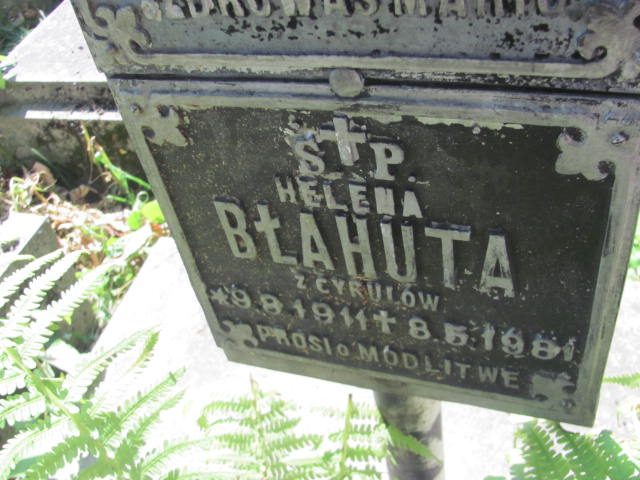 Ś † P.
HELENA
BŁAHUTA
Z CYRULÓW
*9.8.1911 † 8.5.1981
PROSI O MODLITWĘ